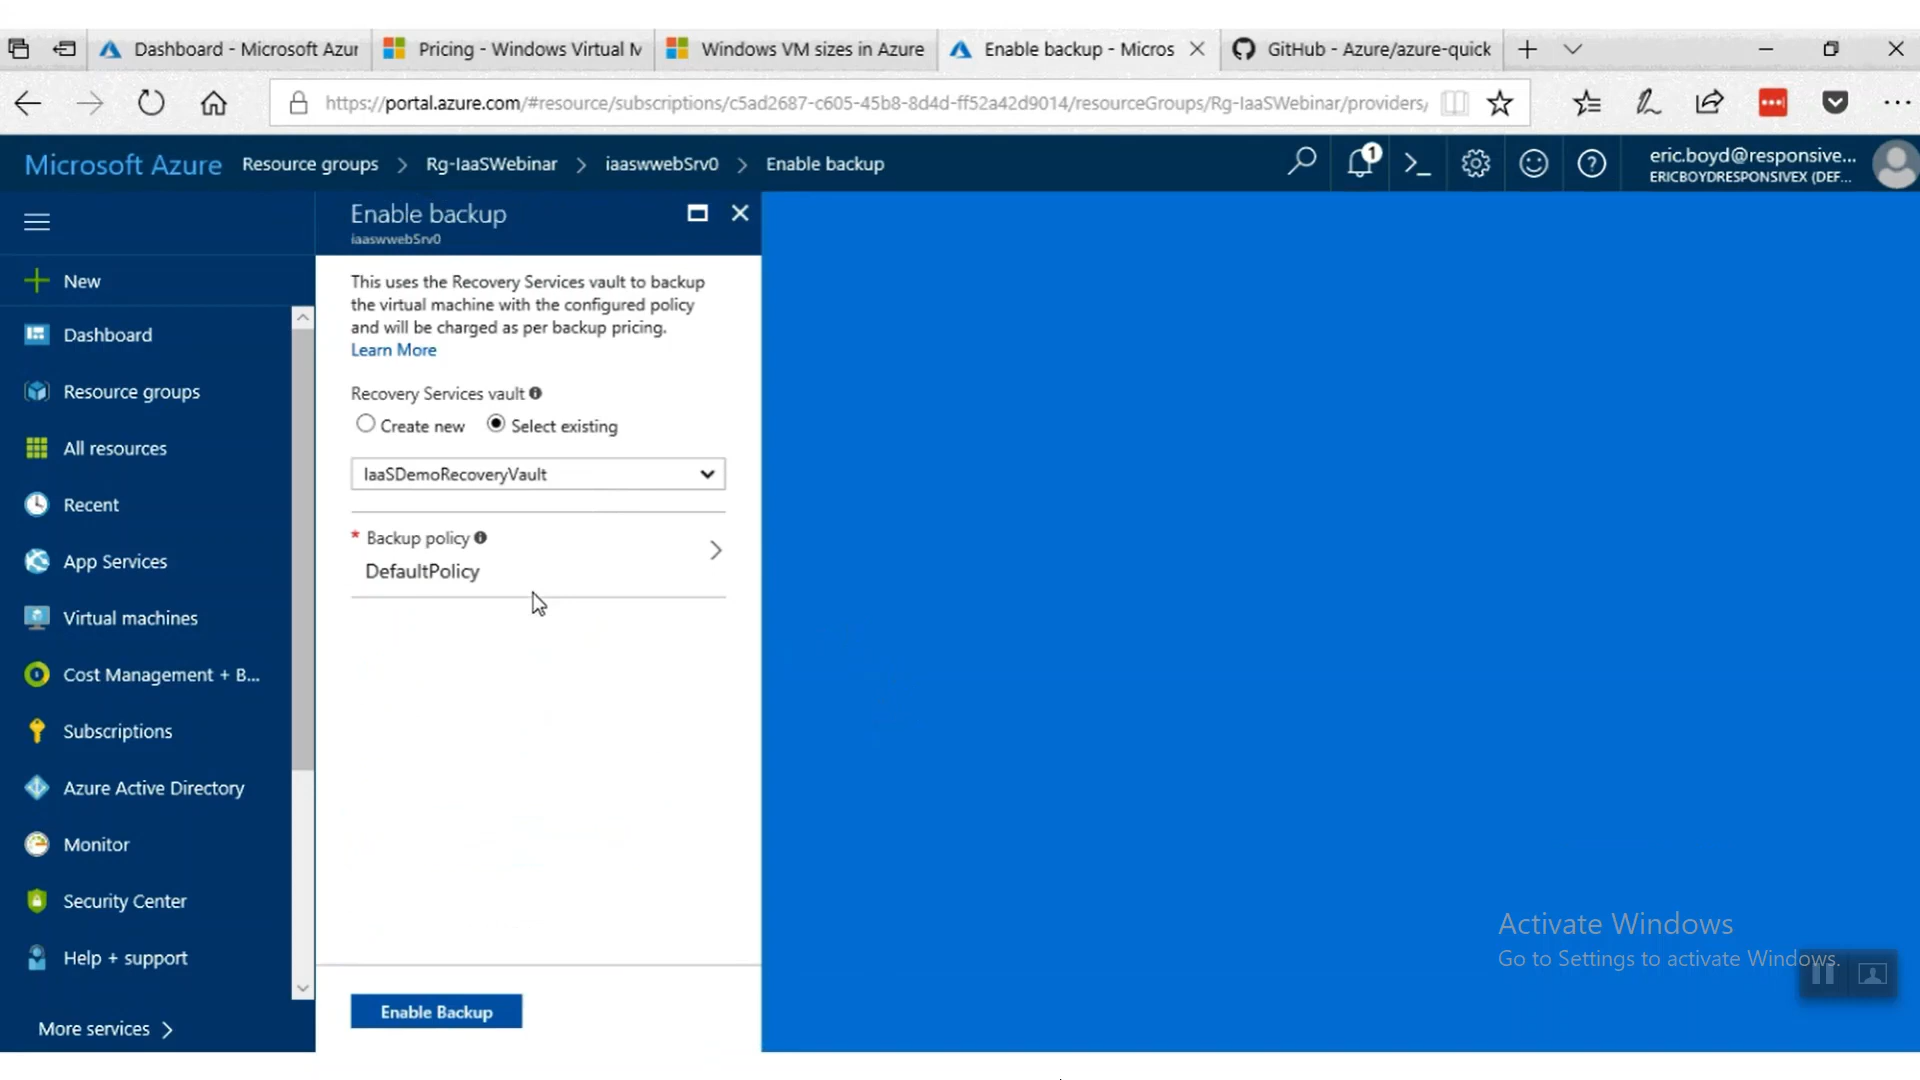 Dashboard - Microsoft Azur
Pricing - Windows Virtual M
Windows VM sizes in Azure
Enable backup - Micros
GitHub - Azure/azure-quick
https://portal.azure.com/#resource/subscriptions/c5ad2687-c605-45b8-8d4d-ff52a42d9014/resourceGroups/Rg-IaaSWebinar/providers/
Microsoft Azure
Resource groups
Rg-IaaSWebinar
iaaswwebSrv0
Enable backup
1
eric.boyd@responsive...
ERICBOYDRESPONSIVEX (DEF...
New
Dashboard
Resource groups
All resources
Recent
App Services
Virtual machines
Cost Management + B...
Subscriptions
Azure Active Directory
Monitor
Security Center
Help + support
More services
Enable backup
iaaswwebSrv0
This uses the Recovery Services vault to backup
the virtual machine with the configured policy
and will be charged as per backup pricing.
Learn More
Recovery Services vault
Create new
Select existing
IaaSDemoRecoveryVault
* Backup policy
DefaultPolicy
Enable Backup
Activate Windows
Go to Settings to activate Windows.